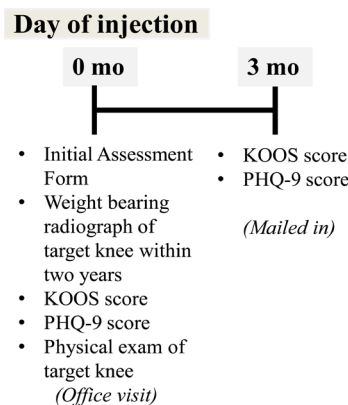 Day of injection
0 mo 3 mo
• Initial Assessment
Form
• Weight bearing
radiograph of
target knee within
two years
• KOOS score
• PHQ-9 score
• Physical exam of
target knee
(Office visit)
• KOOS score
• PHQ-9 score
(Mailed in)